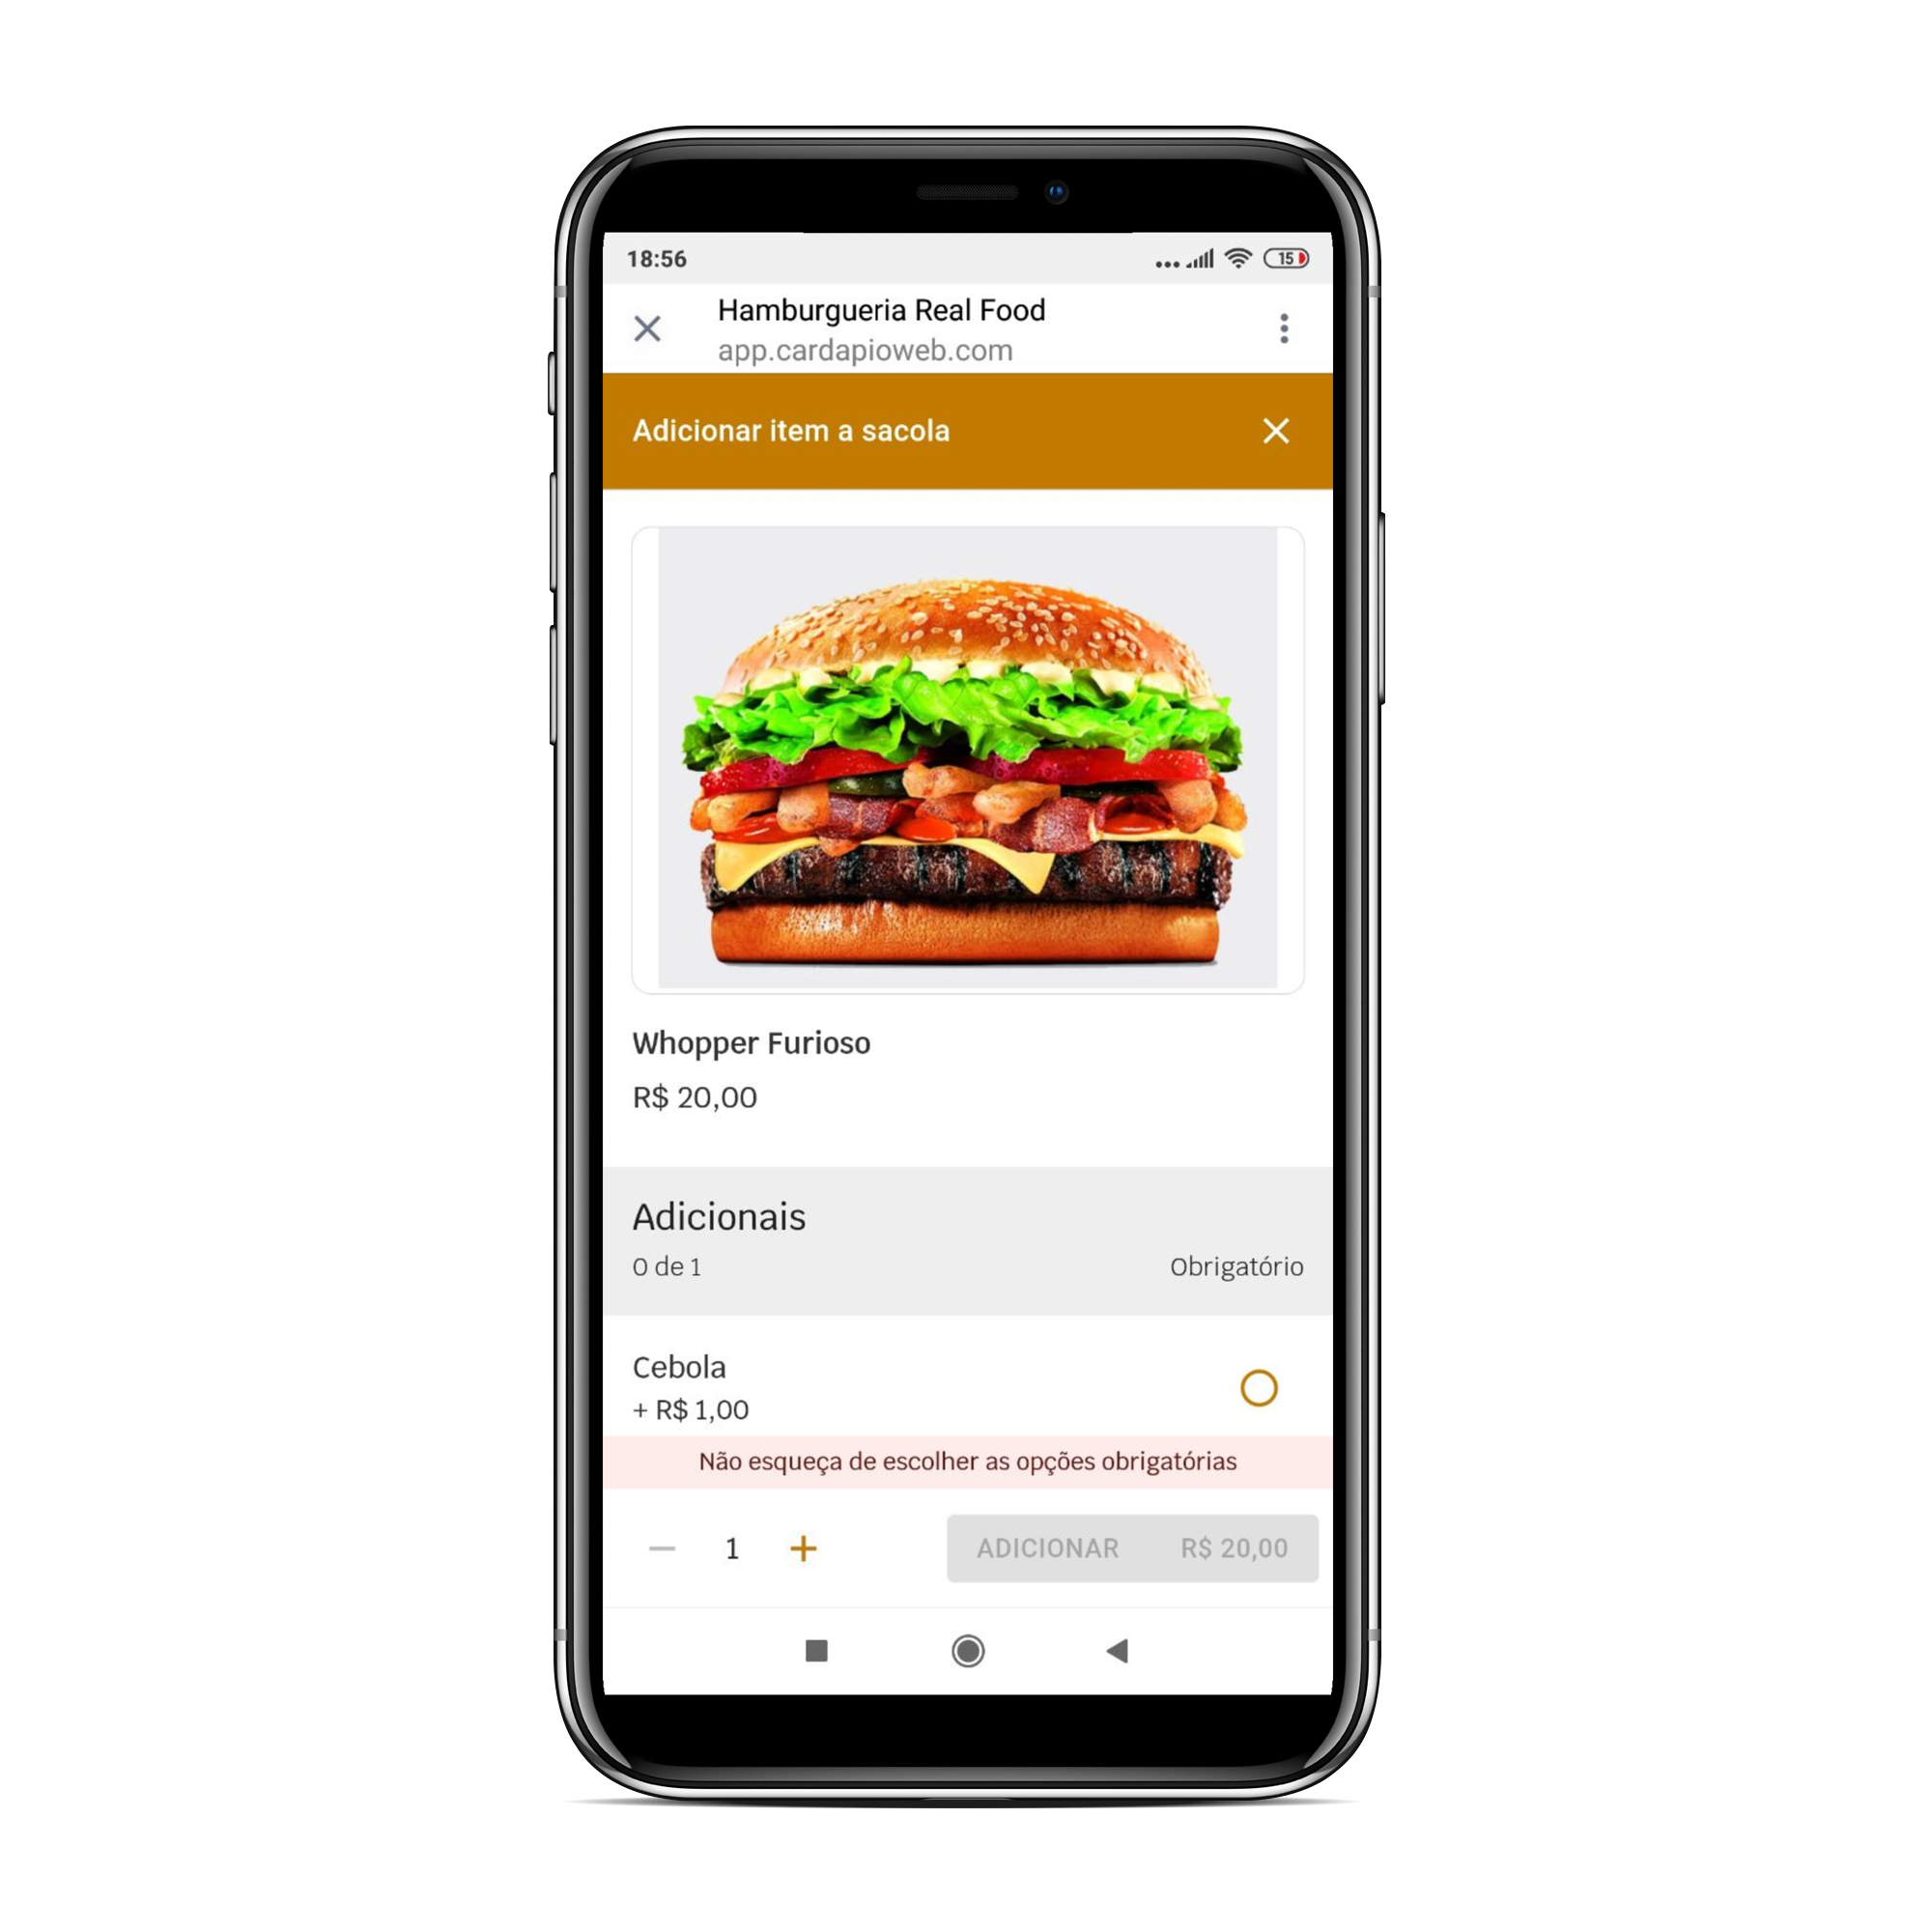 18:56
15
Hamburgueria Real Food
app.cardapioweb.com
Adicionar item a sacola
Whopper Furioso
R$ 20,00
Adicionais
0 de 1
Obrigatório
Cebola
+ R$ 1,00
Não esqueça de escolher as opções obrigatórias
1
ADICIONAR R$ 20,00